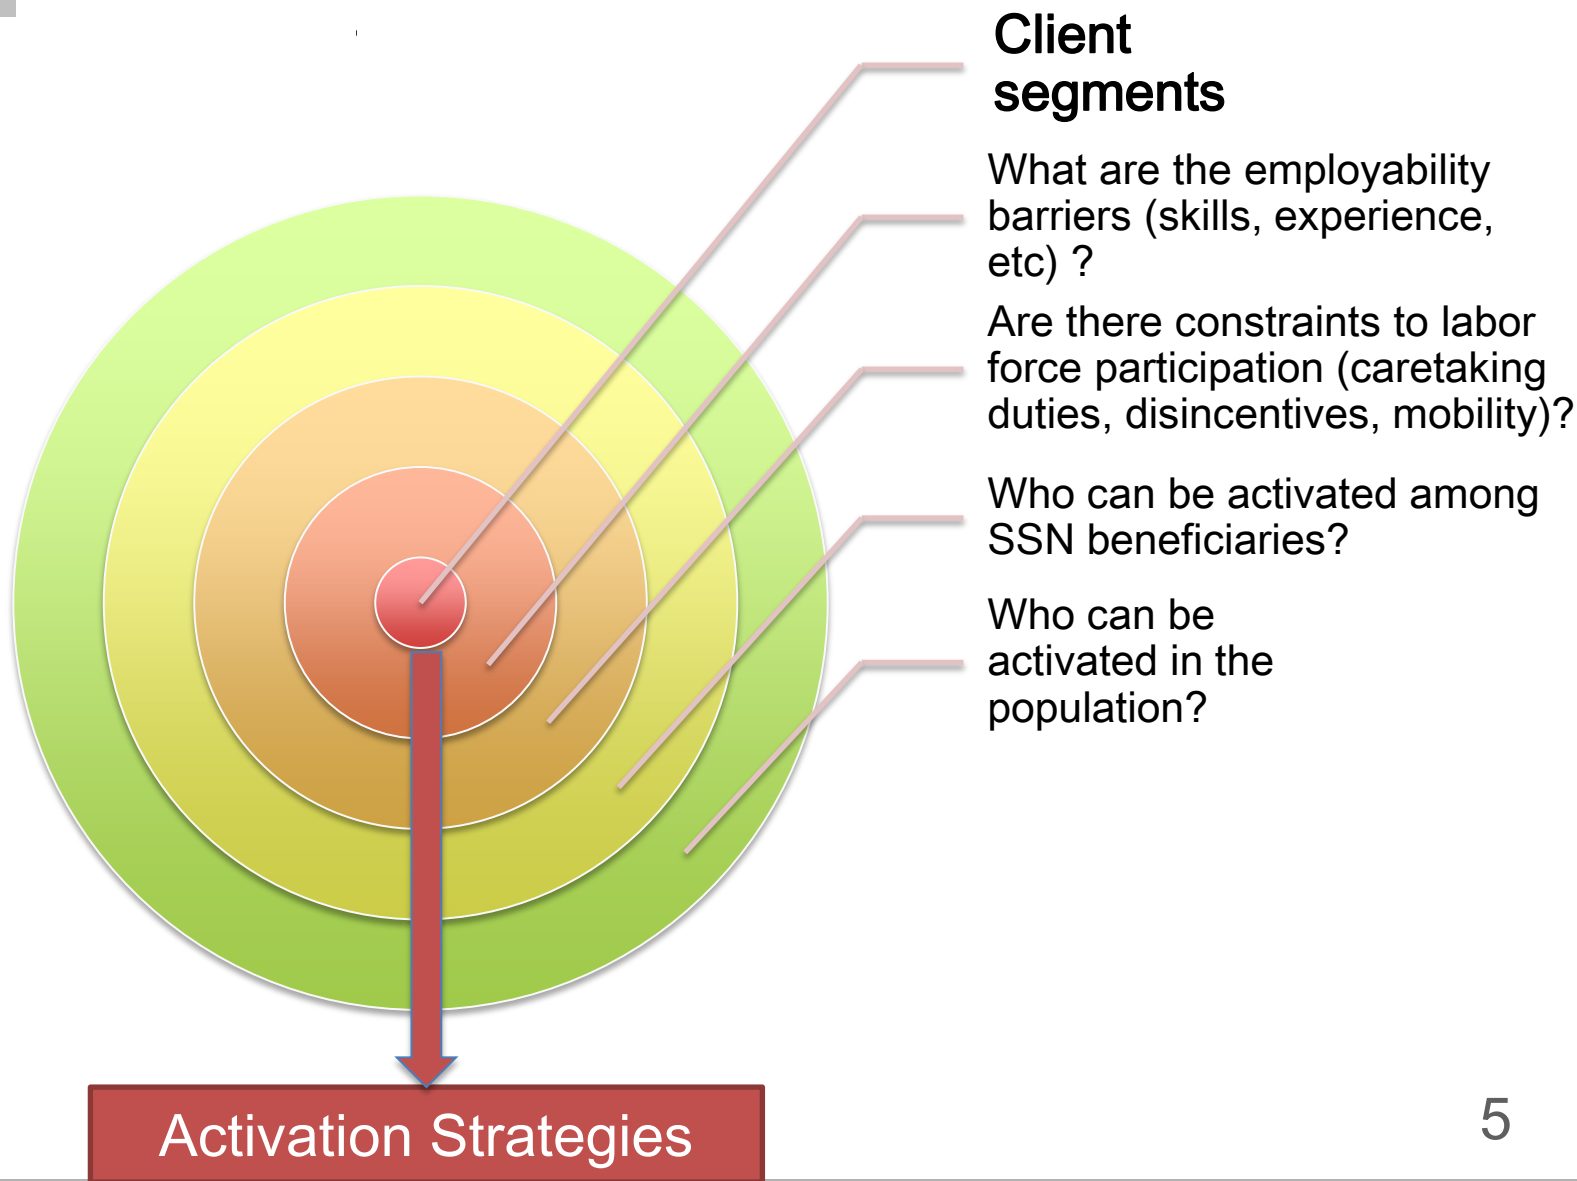 Client
segments
What are the employability
barriers (skills, experience,
etc) ?
Are there constraints to labor
force participation (caretaking
duties, disincentives, mobility)?
Who can be activated among
SSN beneficiaries?
Who can be
activated in the
population?
Activation Strategies
5